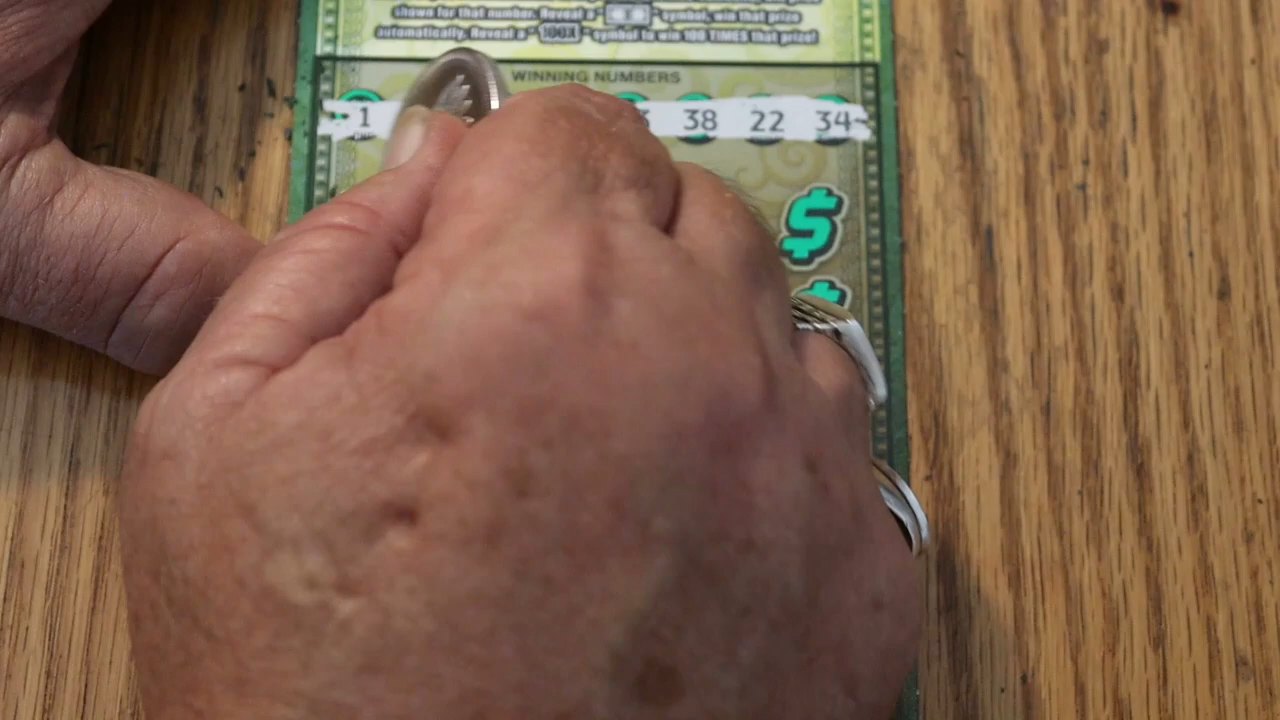 shown for that number. Reveal a " " symbol, win that prize
automatically. Reveal a " 100X " symbol to win 100 TIMES that prize!
WINNING NUMBERS
1 38 22 34
$
$